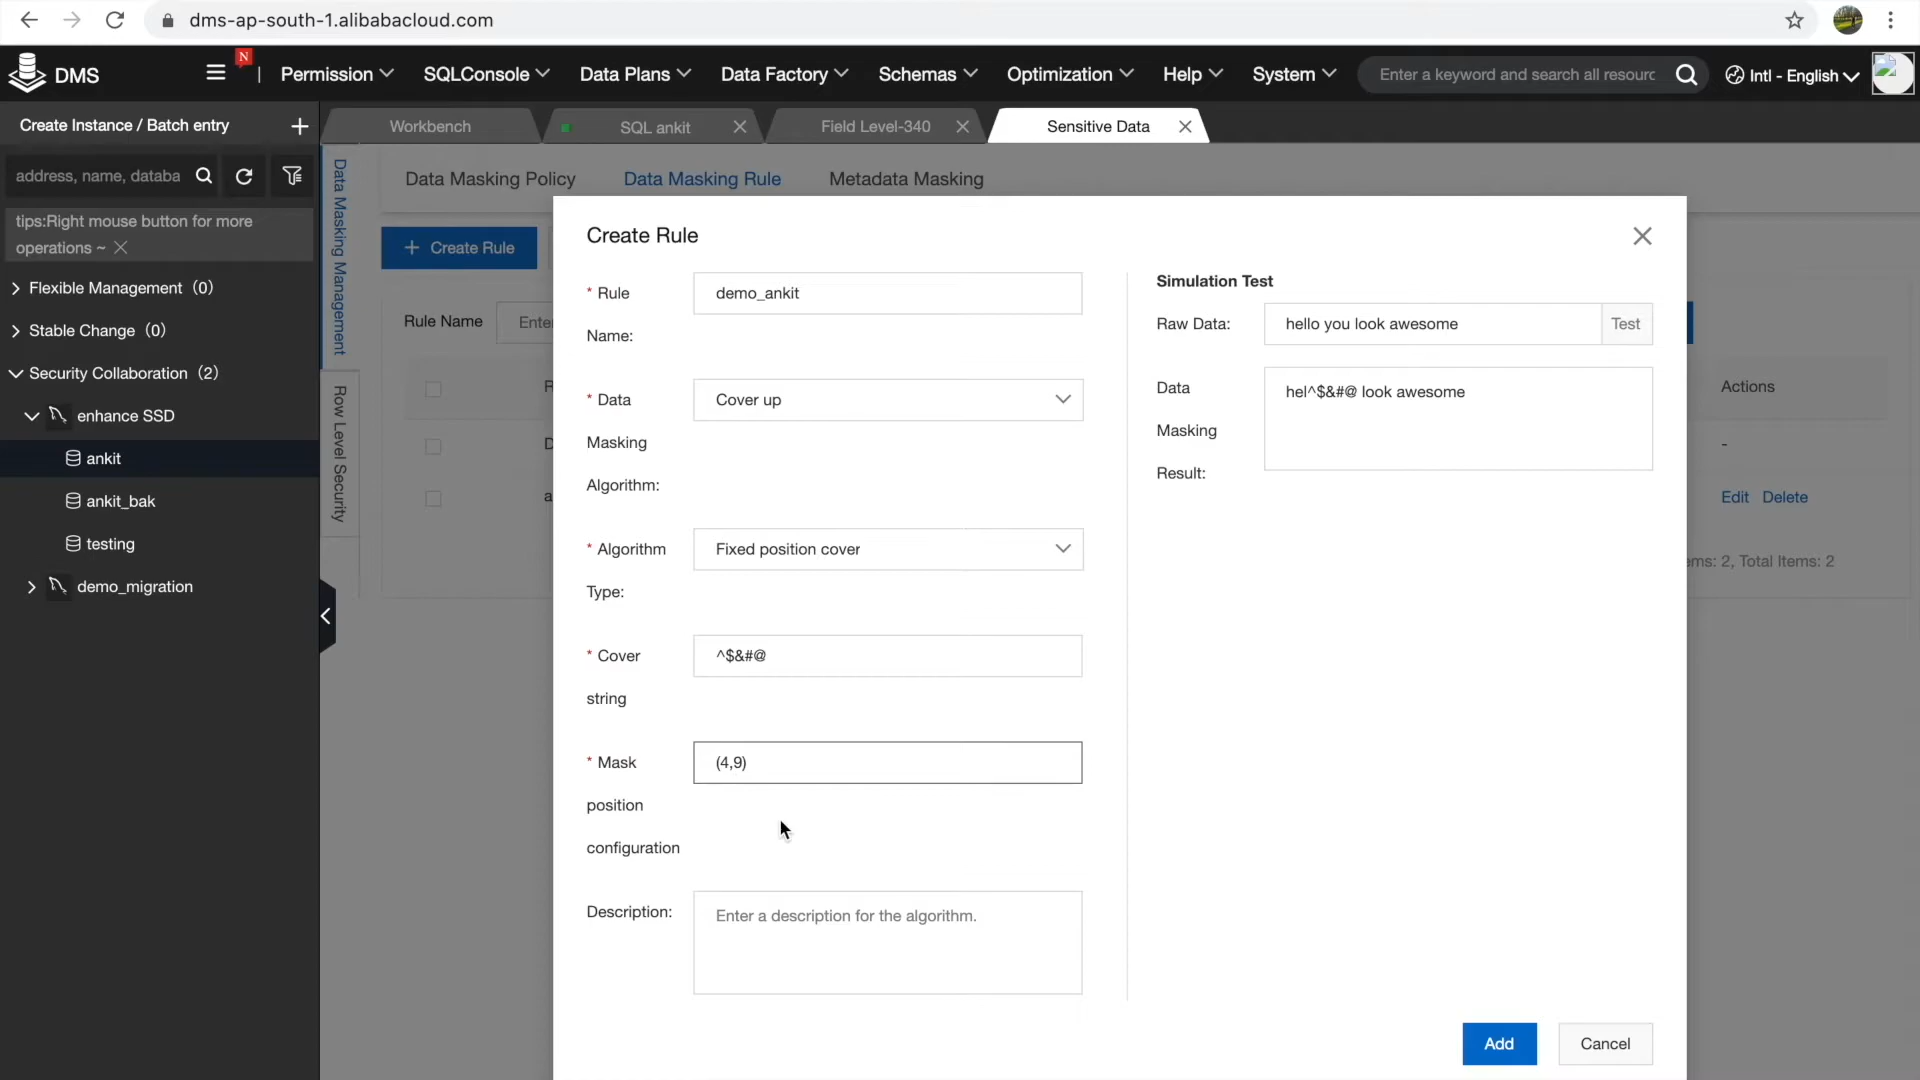 dms-ap-south-1.alibabacloud.com
DMS
N
Permission
SQLConsole
Data Plans
Data Factory
Schemas
Optimization
Help
System
Enter a keyword and search all resourc
Intl - English
Create Instance / Batch entry
Workbench
SQL ankit
Field Level-340
Sensitive Data
address, name, databa
tips:Right mouse button for more
operations ~
Flexible Management (0)
Stable Change (0)
Security Collaboration (2)
enhance SSD
ankit
ankit_bak
testing
demo_migration
Data Masking Management
Row Level Security
Data Masking Policy
Data Masking Rule
Metadata Masking
+ Create Rule
Rule Name
Enter
R
D
a
Actions
-
Edit Delete
ems: 2, Total Items: 2
Create Rule
* Rule
Name:
demo_ankit
* Data
Masking
Algorithm:
Cover up
* Algorithm
Type:
Fixed position cover
* Cover
string
^$&#@
* Mask
position
configuration
(4,9)
Description:
Enter a description for the algorithm.
Simulation Test
Raw Data:
hello you look awesome
Test
Data
Masking
Result:
hel^$&#@ look awesome
Add
Cancel